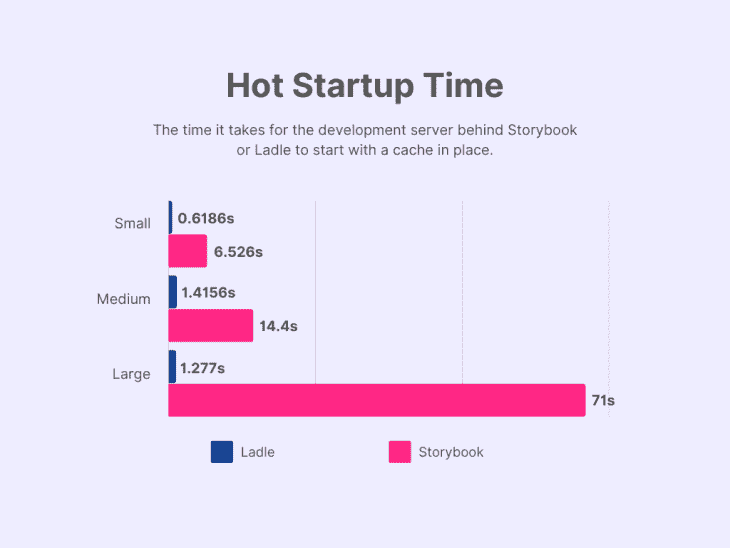 Hot Startup Time
The time it takes for the development server behind Storybook
or Ladle to start with a cache in place.
Small
0.6186s
6.526s
Medium
1.4156s
14.4s
Large
1.277s
71s
Ladle
Storybook